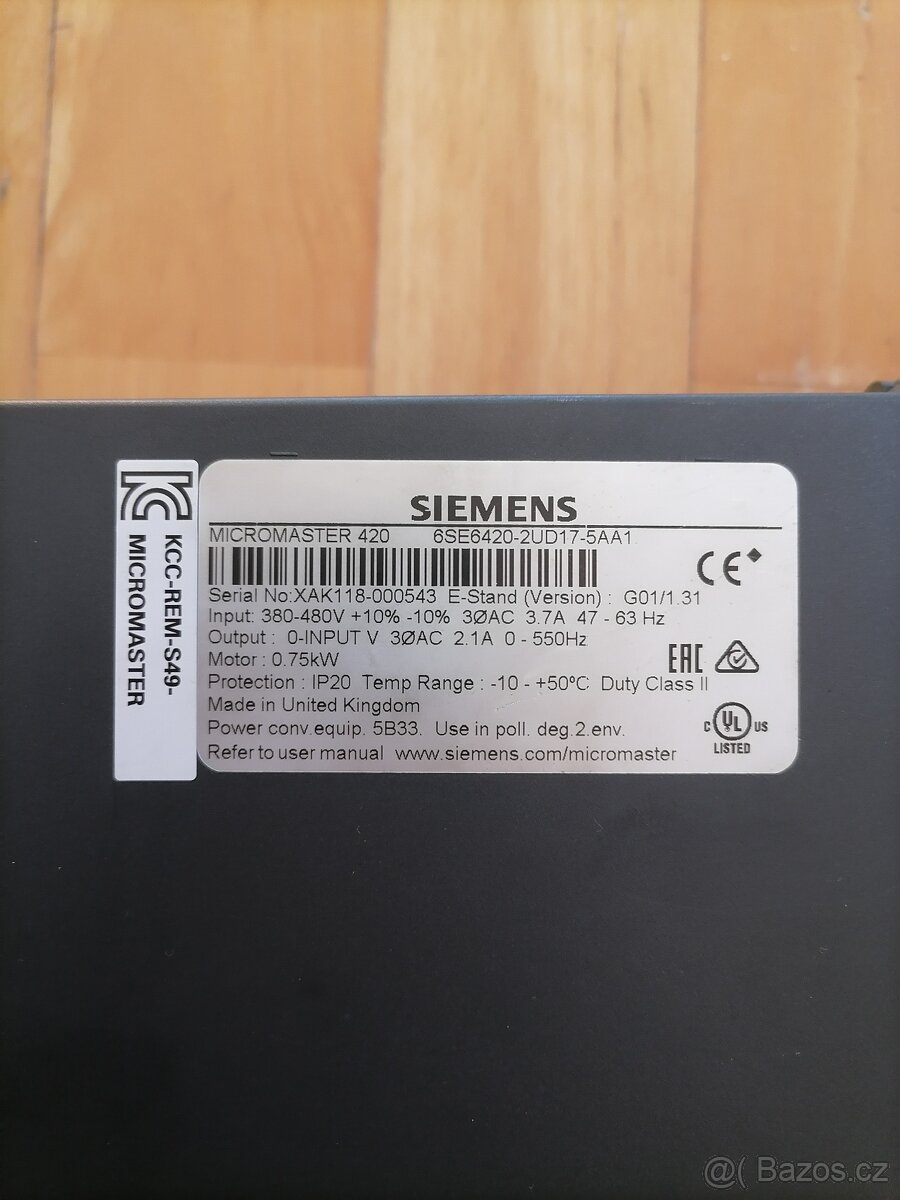 SIEMENS
MICROMASTER 420 6SE6420-2UD17-5AA1
Serial No:XAK118-000543 E-Stand (Version) : G01/1.31
Input: 380-480V +10% -10% 3ØAC 3.7A 47 - 63 Hz
Output : 0-INPUT V 3ØAC 2.1A 0 - 550Hz
Motor : 0.75kW
Protection : IP20 Temp Range : -10 - +50°C Duty Class II
Made in United Kingdom
Power conv.equip. 5B33. Use in poll. deg.2.env.
Refer to user manual www.siemens.com/micromaster
CE
EAC
C UL US
LISTED
KCC-REM-S49-
MICROMASTER
@( Bazos.cz